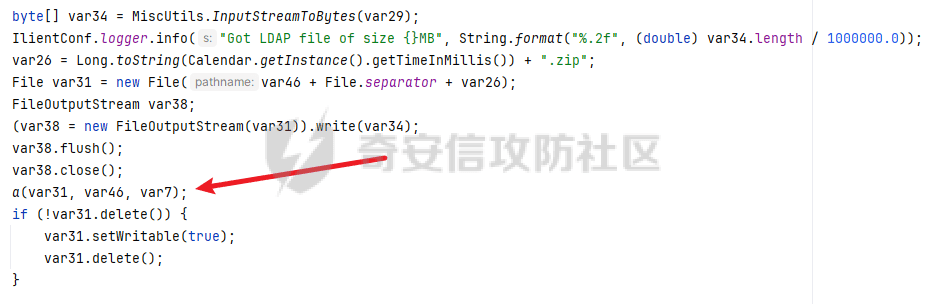 byte[] var34 = MiscUtils.InputStreamToBytes(var29);
IlientConf.logger.info( s: "Got LDAP file of size {}MB", String.format("%.2f", (double) var34.length / 1000000.0));
var26 = Long.toString(Calendar.getInstance().getTimeInMillis()) + ".zip";
File var31 = new File( pathname: var46 + File.separator + var26);
FileOutputStream var38;
(var38 = new FileOutputStream(var31)).write(var34);
var38.flush();
var38.close();
α(var31, var46, var7);
if (!var31.delete()) {
    var31.setWritable(true);
    var31.delete();
}
奇安信攻防社区